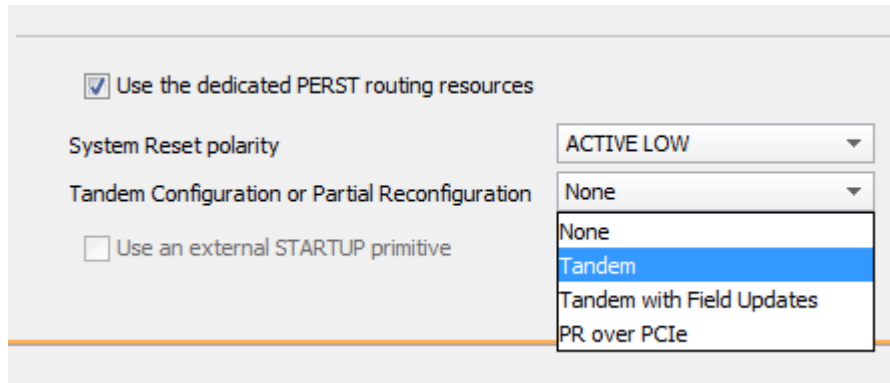 Use the dedicated PERST routing resources
System Reset polarity ACTIVE LOW
Tandem Configuration or Partial Reconfiguration None
None
Use an external STARTUP primitive
Tandem
Tandem with Field Updates
PR over PCIe